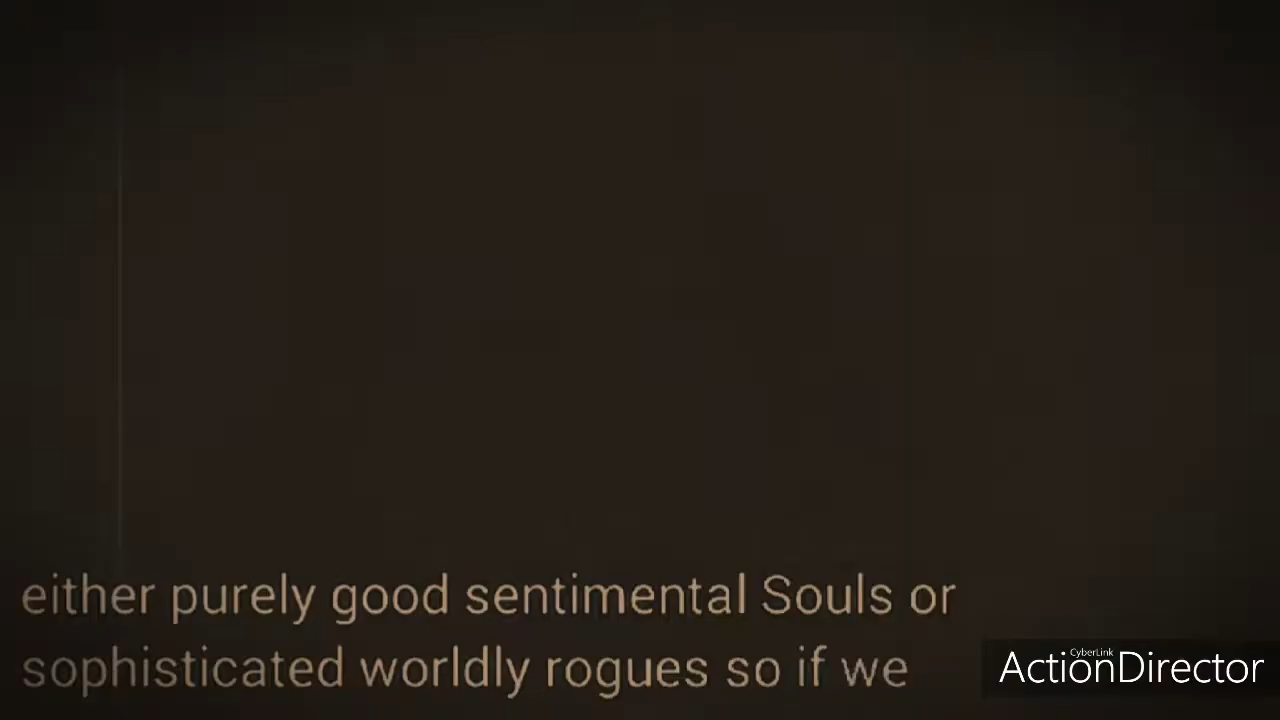 either purely good sentimental Souls or
sophisticated worldly rogues so if we
CyberLink
ActionDirector